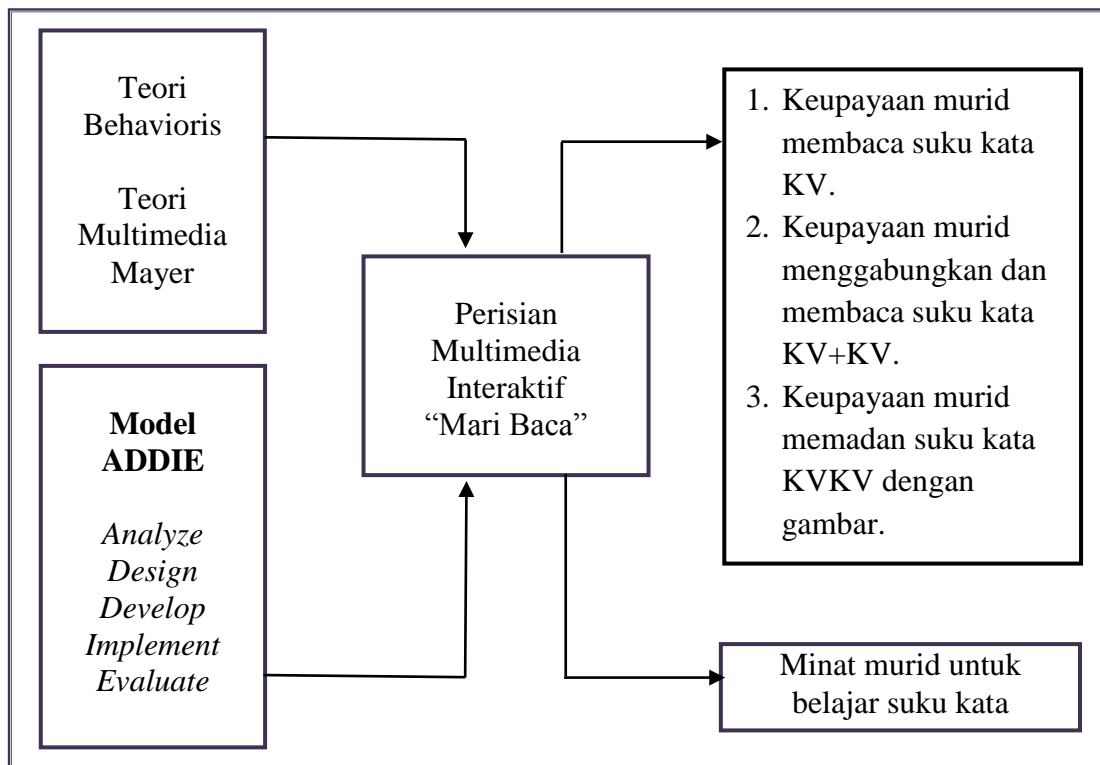 Teori
Behavioris
Teori
Multimedia
Mayer
Model
ADDIE
Analyze
Design
Develop
Implement
Evaluate
Perisian
Multimedia
Interaktif
“Mari Baca”
1. Keupayaan murid
membaca suku kata
KV.
2. Keupayaan murid
menggabungkan dan
membaca suku kata
KV+KV.
3. Keupayaan murid
memadan suku kata
KVKV dengan
gambar.
Minat murid untuk
belajar suku kata